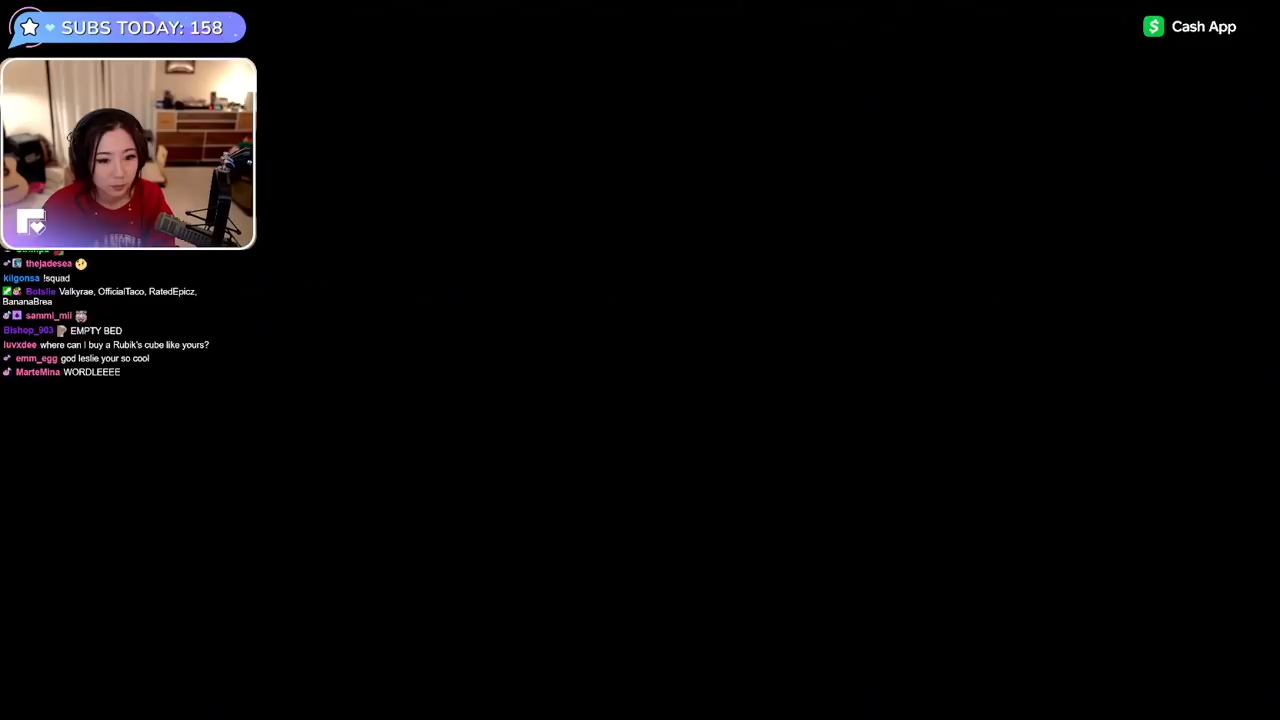 SUBS TODAY: 158
Cash App
thejadesea
kilgonsa !squad
Botslie Valkyrae, OfficialTaco, RatedEpicz,
BananaBrea
sammi_mii
Bishop_903 EMPTY BED
luvxdee where can I buy a Rubik's cube like yours?
emm_egg god leslie your so cool
MarteMina WORDLEEEE